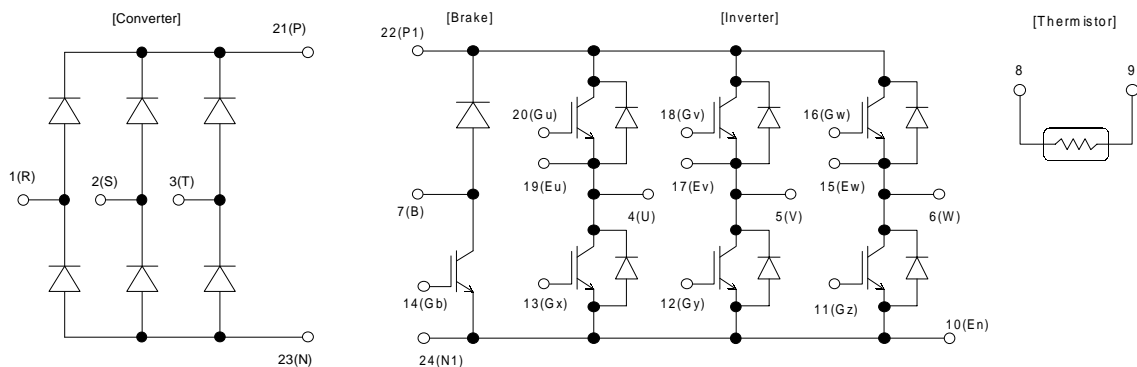 [Converter]
[Brake]
[Inverter]
[Thermistor]
21(P)
22(P1)
8
9
20(Gu)
18(Gv)
16(Gw)
1(R)
2(S)
3(T)
19(Eu)
17(Ev)
15(Ew)
7(B)
4(U)
5(V)
6(W)
14(Gb)
13(Gx)
12(Gy)
11(Gz)
10(En)
23(N)
24(N1)